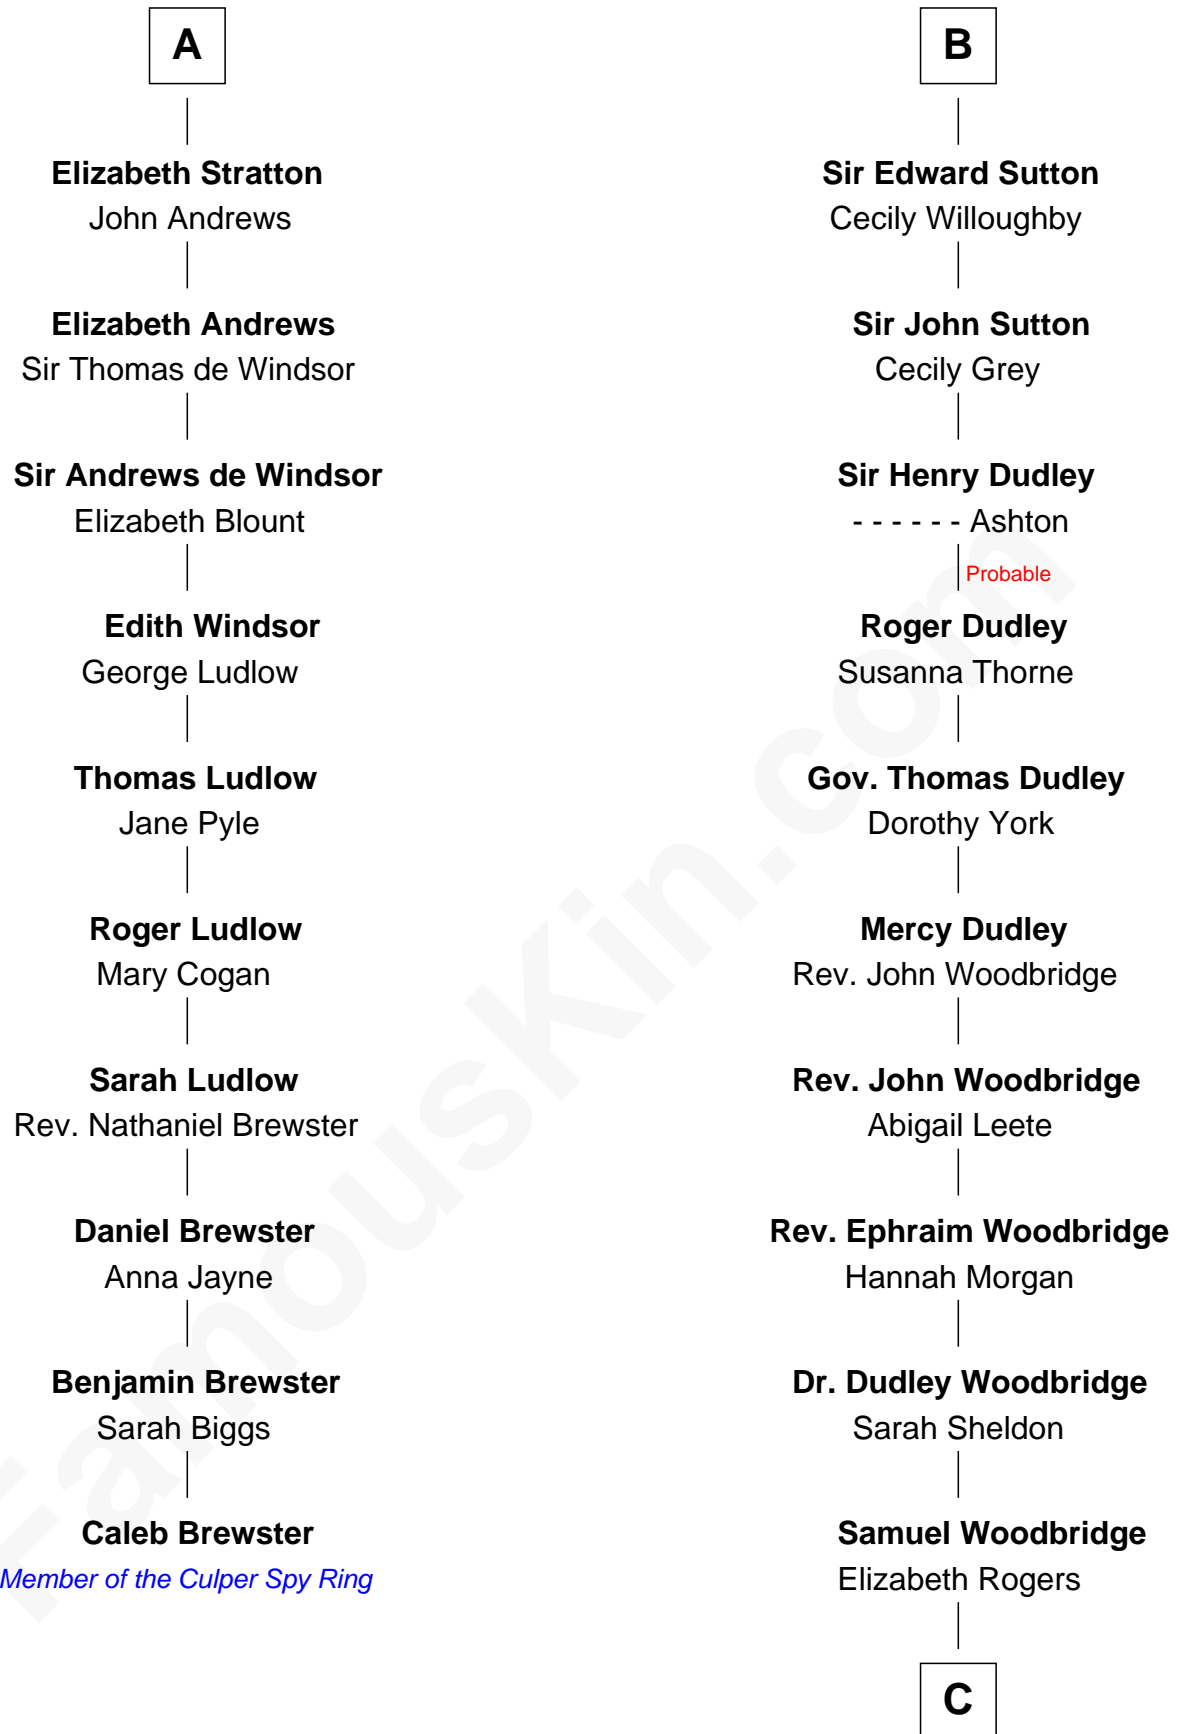 A
Elizabeth Stratton
John Andrews
Elizabeth Andrews
Sir Thomas de Windsor
Sir Andrews de Windsor
Elizabeth Blount
Edith Windsor
George Ludlow
Thomas Ludlow
Jane Pyle
Roger Ludlow
Mary Cogan
Sarah Ludlow
Rev. Nathaniel Brewster
Daniel Brewster
Anna Jayne
Benjamin Brewster
Sarah Biggs
Caleb Brewster
Member of the Culper Spy Ring
B
Sir Edward Sutton
Cecily Willoughby
Sir John Sutton
Cecily Grey
Sir Henry Dudley
- - - - - - Ashton
Probable
Roger Dudley
Susanna Thorne
Gov. Thomas Dudley
Dorothy York
Mercy Dudley
Rev. John Woodbridge
Rev. John Woodbridge
Abigail Leete
Rev. Ephraim Woodbridge
Hannah Morgan
Dr. Dudley Woodbridge
Sarah Sheldon
Samuel Woodbridge
Elizabeth Rogers
C
FamousKin.com